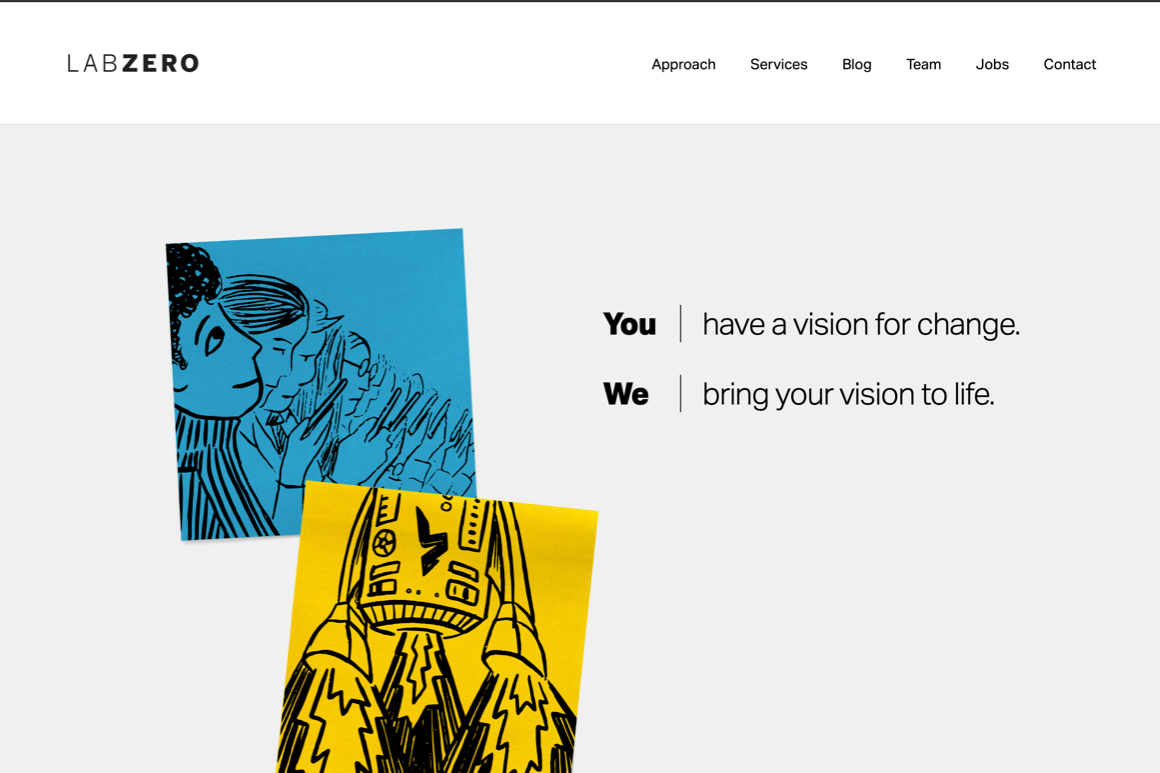 LABZERO
Approach Services Blog Team Jobs Contact
You have a vision for change.
We bring your vision to life.